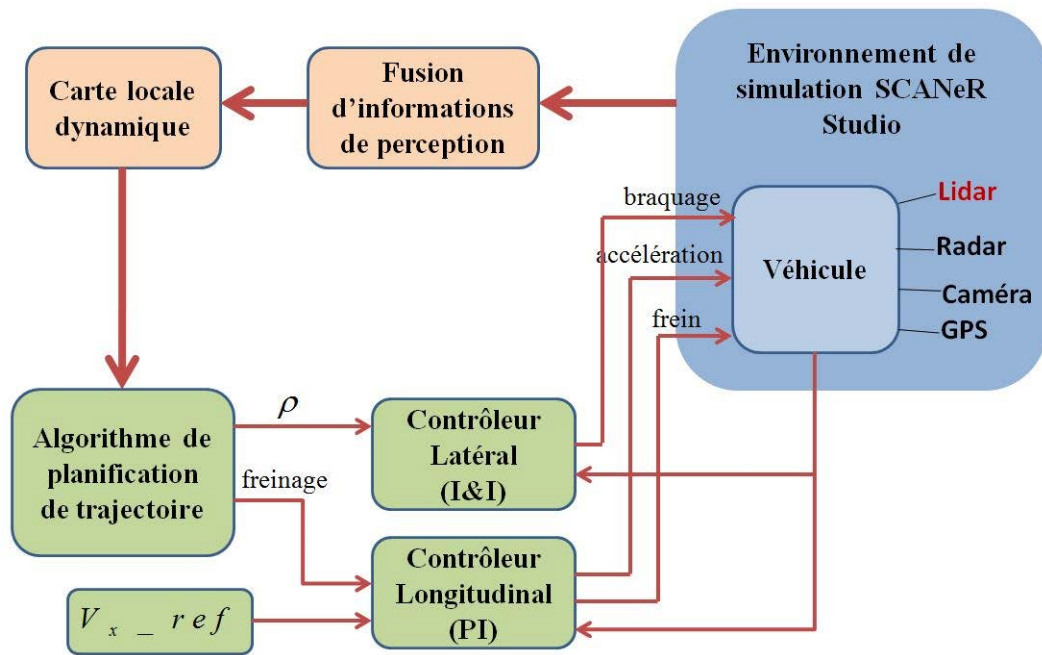 Carte locale
dynamique
Fusion
d’informations
de perception
Environnement de
simulation SCANeR
Studio
braquage
accélération
frein
Véhicule
Lidar
Radar
Caméra
GPS
Algorithme de
planification
de trajectoire
ρ
freinage
Contrôleur
Latéral
(I&I)
Contrôleur
Longitudinal
(PI)
V x _ r e f